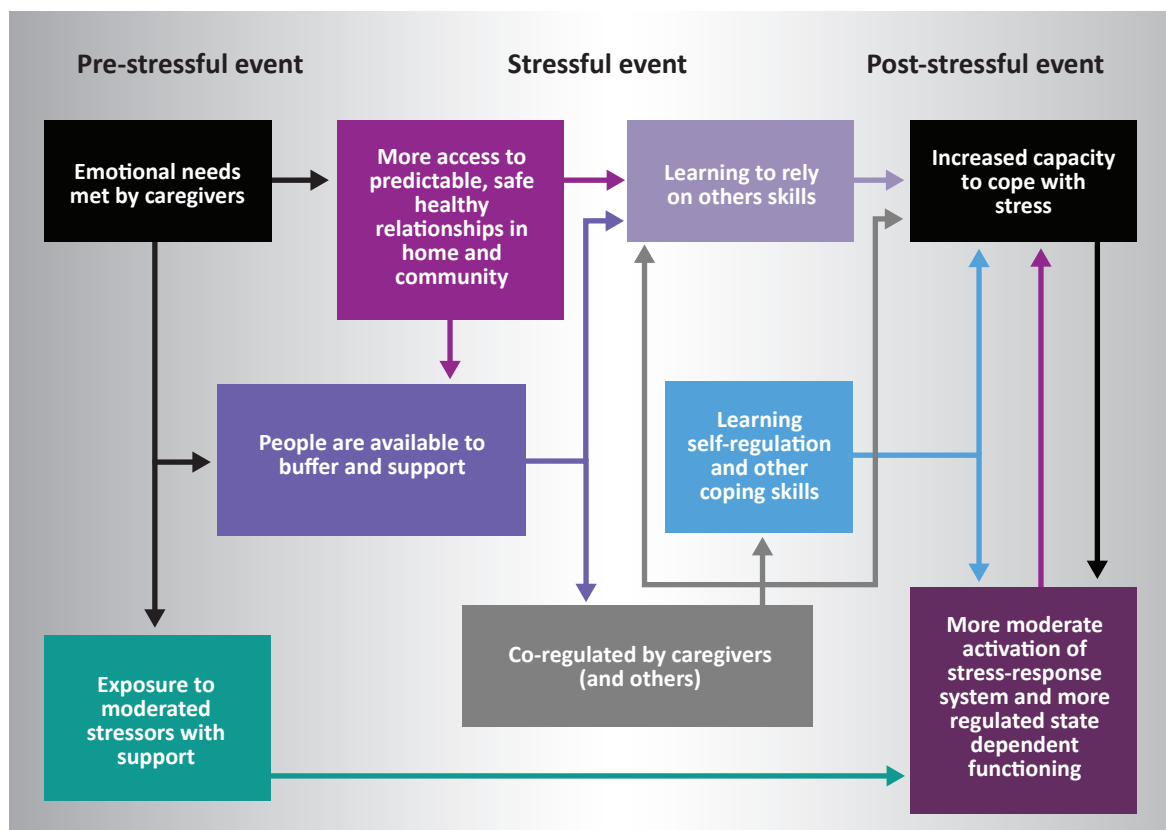 Pre-stressful event
Stressful event
Post-stressful event
Emotional needs
met by caregivers
More access to
predictable, safe
healthy
relationships in
home and
community
Learning to rely
on others skills
Increased capacity
to cope with
stress
People are available to
buffer and support
Learning
self-regulation
and other
coping skills
Exposure to
moderated
stressors with
support
Co-regulated by caregivers
(and others)
More moderate
activation of
stress-response
system and more
regulated state
dependent
functioning